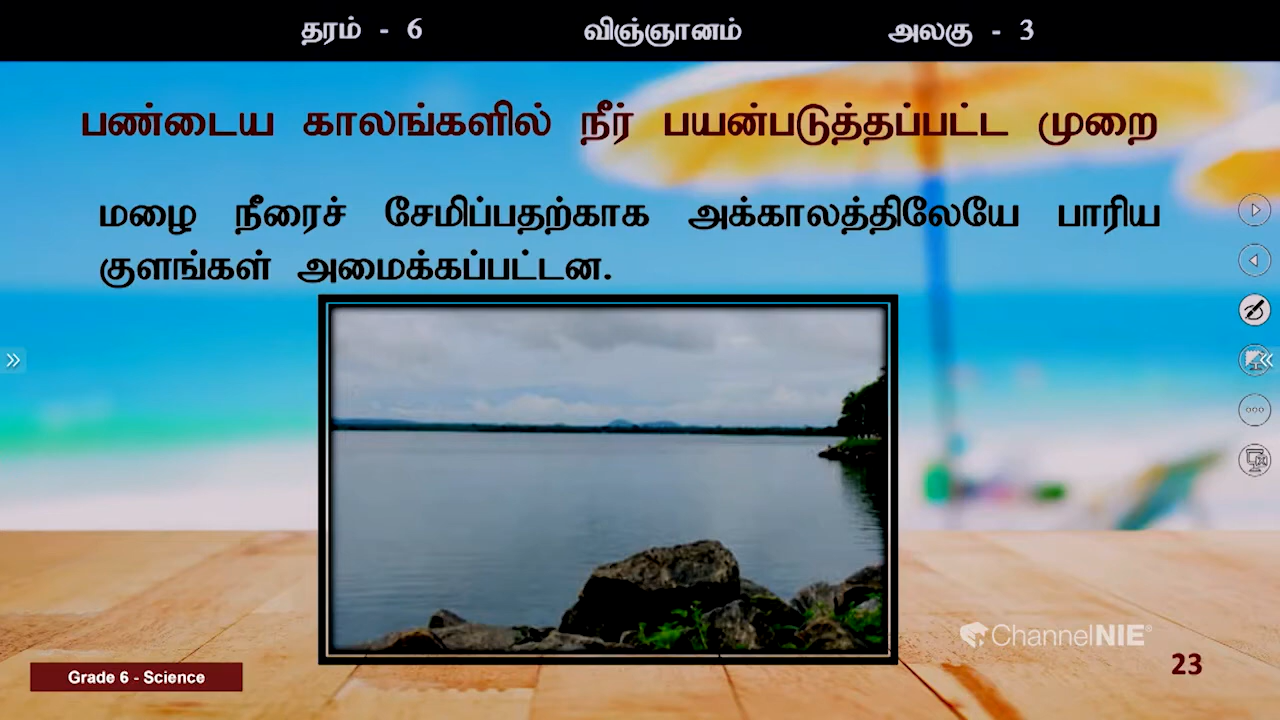 தரம் - 6 விஞ்ஞானம் அலகு - 3
பண்டைய காலங்களில் நீர் பயன்படுத்தப்பட்ட முறை
மழை நீரைச் சேமிப்பதற்காக அக்காலத்திலேயே பாரிய
குளங்கள் அமைக்கப்பட்டன.
ChannelNIE®
23
Grade 6 - Science